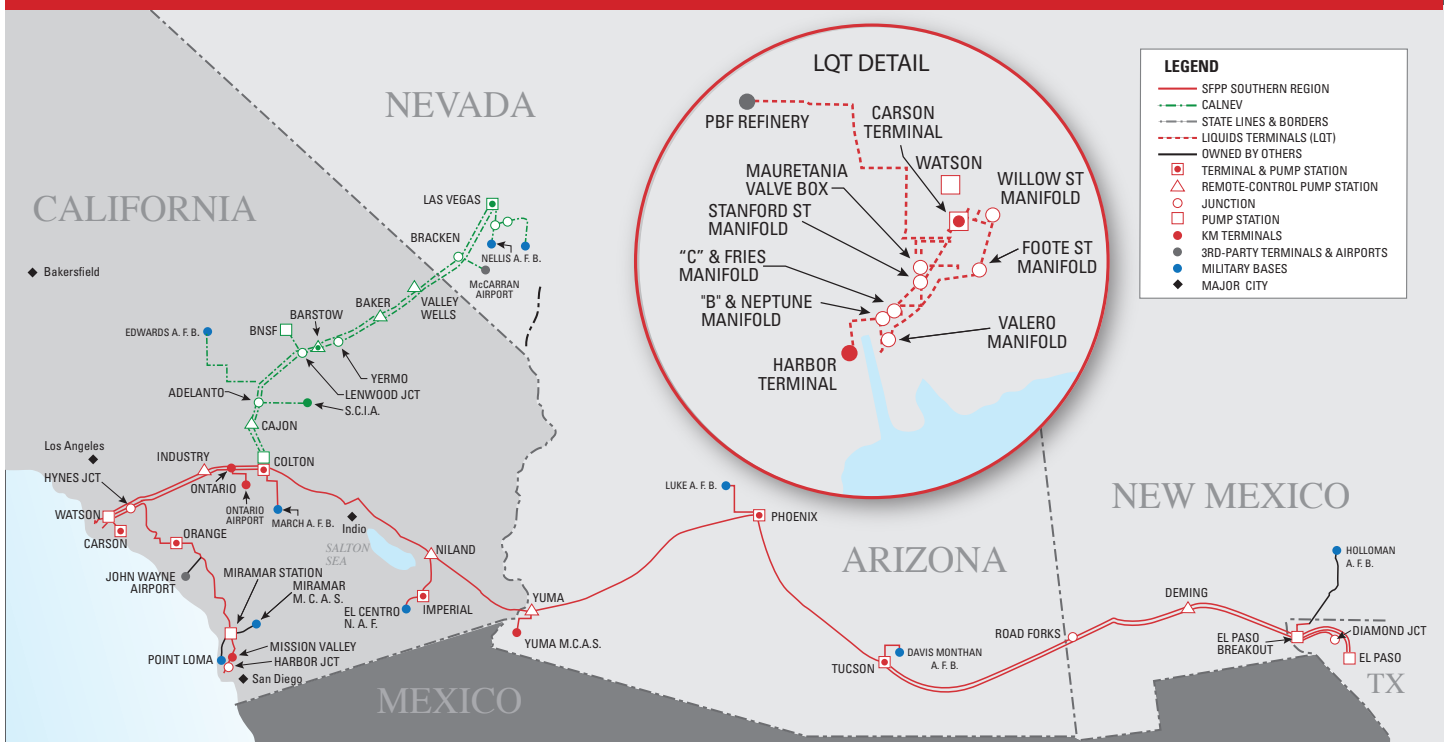 NEVADA
CALIFORNIA
Bakersfield
LAS VEGAS
BRACKEN
NELLIS A. F. B.
McCARRAN
AIRPORT
VALLEY
WELLS
BAKER
BARSTOW
BNSF
EDWARDS A. F. B.
YERMO
LENWOOD JCT
ADELANTO
S.C.I.A.
CAJON
Los Angeles
INDUSTRY
COLTON
HYNES JCT
ONTARIO
ONTARIO
AIRPORT
MARCH A. F. B.
Indio
WATSON
CARSON
ORANGE
SALTON
SEA
NILAND
JOHN WAYNE
AIRPORT
MIRAMAR STATION
MIRAMAR
M. C. A. S.
EL CENTRO
N. A. F.
IMPERIAL
YUMA
YUMA M.C.A.S.
MISSION VALLEY
POINT LOMA
HARBOR JCT
San Diego
MEXICO
LQT DETAIL
PBF REFINERY
CARSON
TERMINAL
WATSON
MAURETANIA
VALVE BOX
WILLOW ST
MANIFOLD
STANFORD ST
MANIFOLD
FOOTE ST
MANIFOLD
“C” & FRIES
MANIFOLD
"B" & NEPTUNE
MANIFOLD
VALERO
MANIFOLD
HARBOR
TERMINAL
LEGEND
SFPP SOUTHERN REGION
CALNEV
STATE LINES & BORDERS
LIQUIDS TERMINALS (LQT)
OWNED BY OTHERS
TERMINAL & PUMP STATION
REMOTE-CONTROL PUMP STATION
JUNCTION
PUMP STATION
KM TERMINALS
3RD-PARTY TERMINALS & AIRPORTS
MILITARY BASES
MAJOR CITY
LUKE A. F. B.
PHOENIX
ARIZONA
NEW MEXICO
TUCSON
DAVIS MONTHAN
A. F. B.
ROAD FORKS
DEMING
HOLLOMAN
A. F. B.
EL PASO
BREAKOUT
DIAMOND JCT
EL PASO
TX